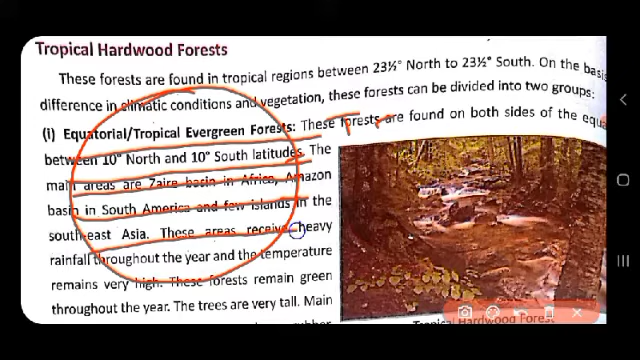 Tropical Hardwood Forests
These forests are found in tropical regions between 23½° North to 23½° South. On the basis
difference in climatic conditions and vegetation, these forests can be divided into two groups:
(i) Equatorial/Tropical Evergreen Forests: These forests are found on both sides of the equa
between 10° North and 10° South latitudes. The
main areas are Zaire basin in Africa, Amazon
basin in South America and few islands in the
southeast Asia. These areas receive heavy
rainfall throughout the year and the temperature
remains very high. These forests remain green
throughout the year. The trees are very tall. Main
Tropical Hardwood Forest